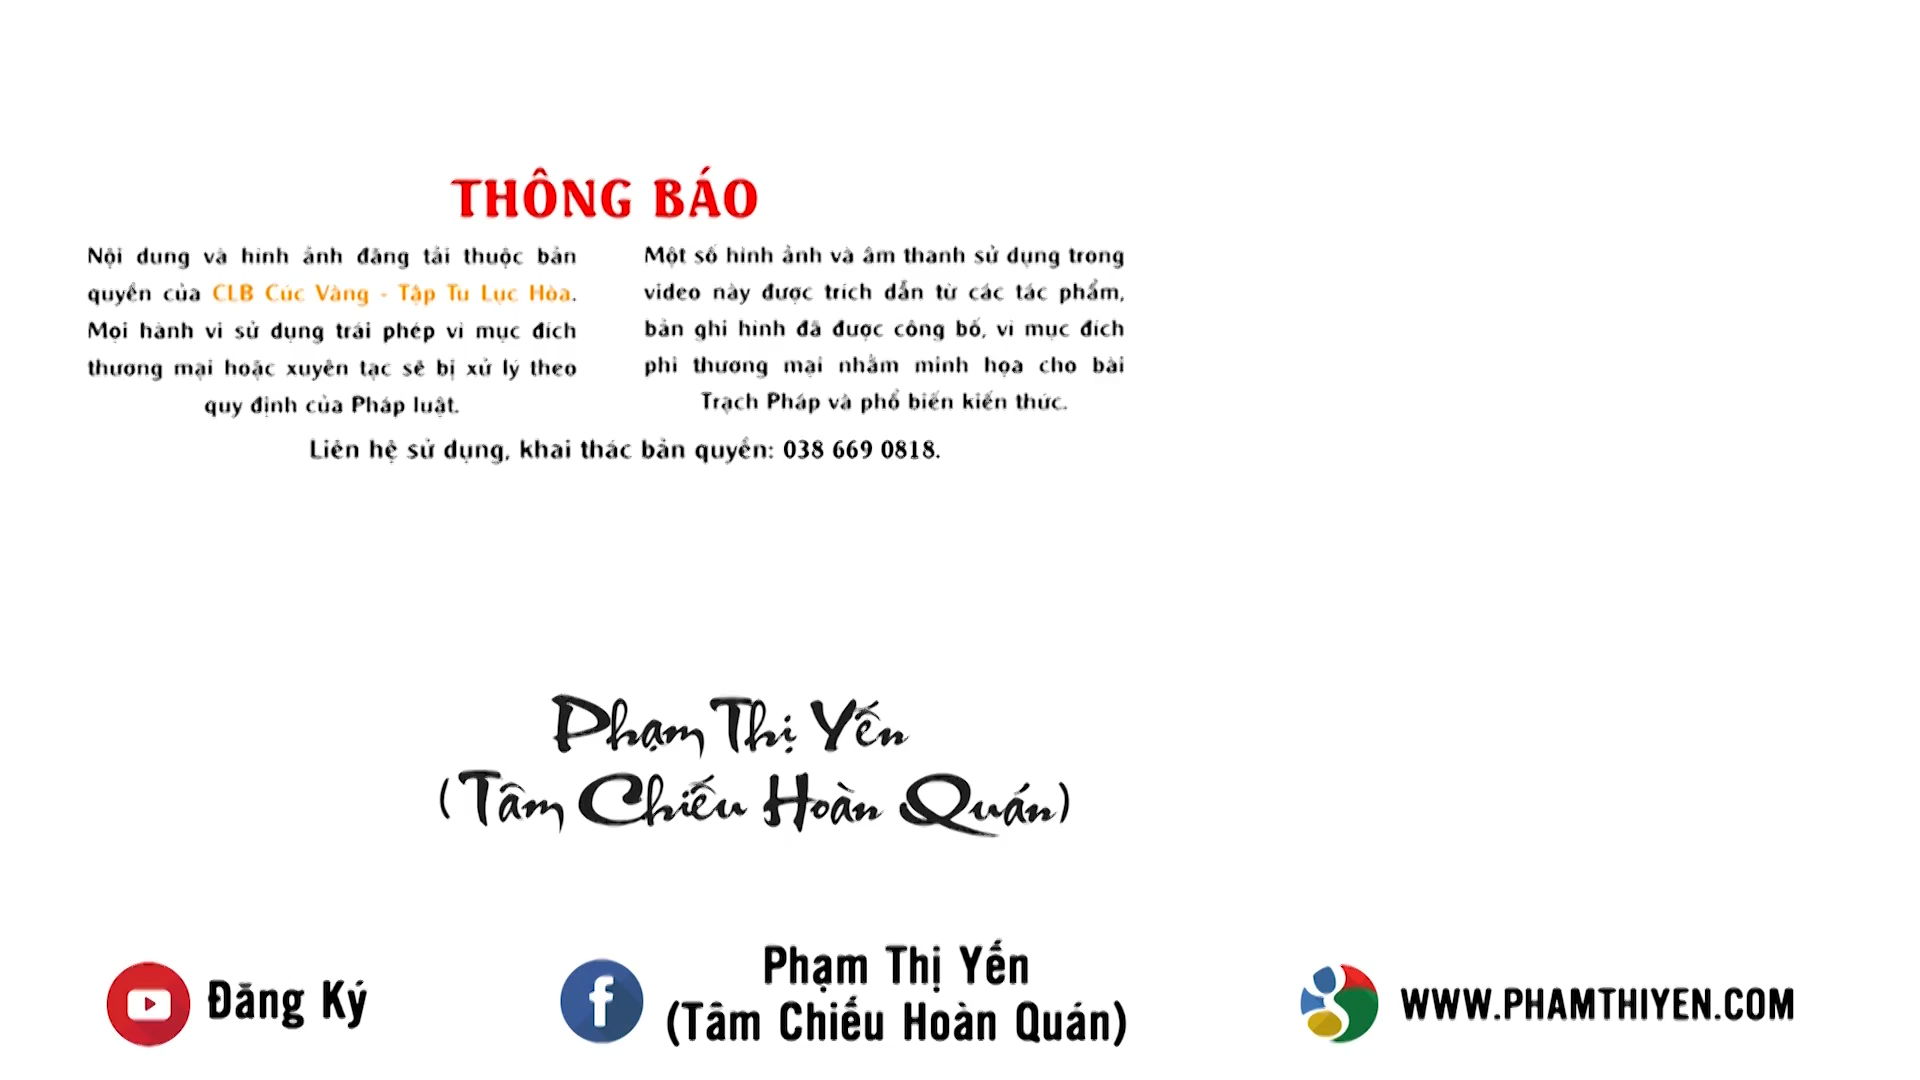 THÔNG BÁO
Nội dung và hình ảnh đăng tải thuộc bản
quyền của CLB Cúc Vàng - Tập Tu Lục Hòa.
Mọi hành vi sử dụng trái phép vì mục đích
thương mại hoặc xuyên tạc sẽ bị xử lý theo
quy định của Pháp luật.
Một số hình ảnh và âm thanh sử dụng trong
video này được trích dẫn từ các tác phẩm,
bản ghi hình đã được công bố, vì mục đích
phi thương mại nhằm minh họa cho bài
Trạch Pháp và phổ biến kiến thức.
Liên hệ sử dụng, khai thác bản quyền: 038 669 0818.
Phạm Thị Yến
(Tâm Chiếu Hoàn Quán)
Đăng Ký
Phạm Thị Yến
(Tâm Chiếu Hoàn Quán)
WWW.PHAMTHIYEN.COM